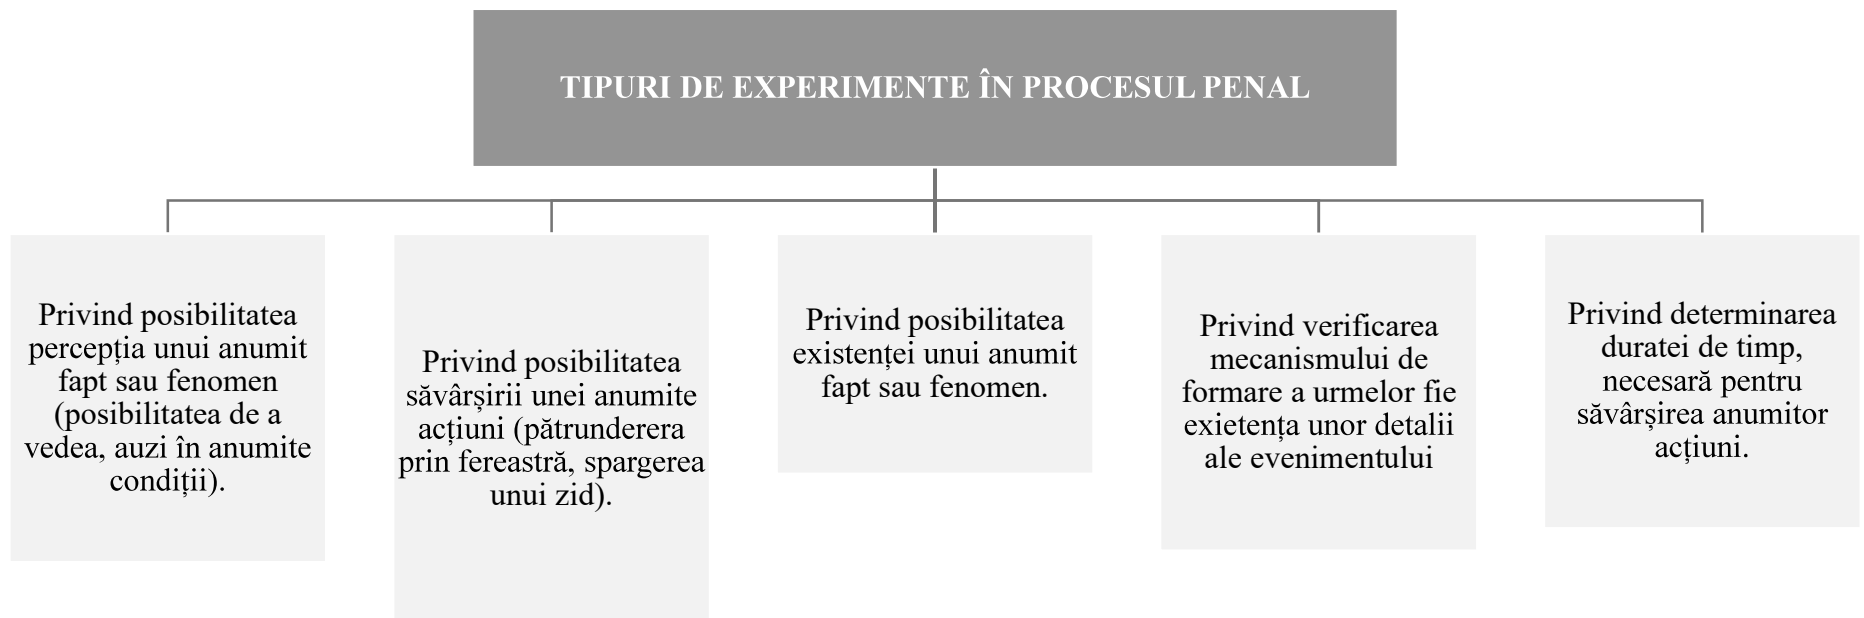 TIPURI DE EXPERIMENTE ÎN PROCESUL PENAL
Privind posibilitatea
percepția unui anumit
fapt sau fenomen
(posibilitatea de a
vedea, auzi în anumite
condiții).
Privind posibilitatea
săvârșirii unei anumite
acțiuni (pătrunderera
prin fereastră, spargerea
unui zid).
Privind posibilitatea
existenței unui anumit
fapt sau fenomen.
Privind verificarea
mecanismului de
formare a urmelor fie
exietența unor detalii
ale evenimentului
Privind determinarea
duratei de timp,
necesară pentru
săvârșirea anumitor
acțiuni.